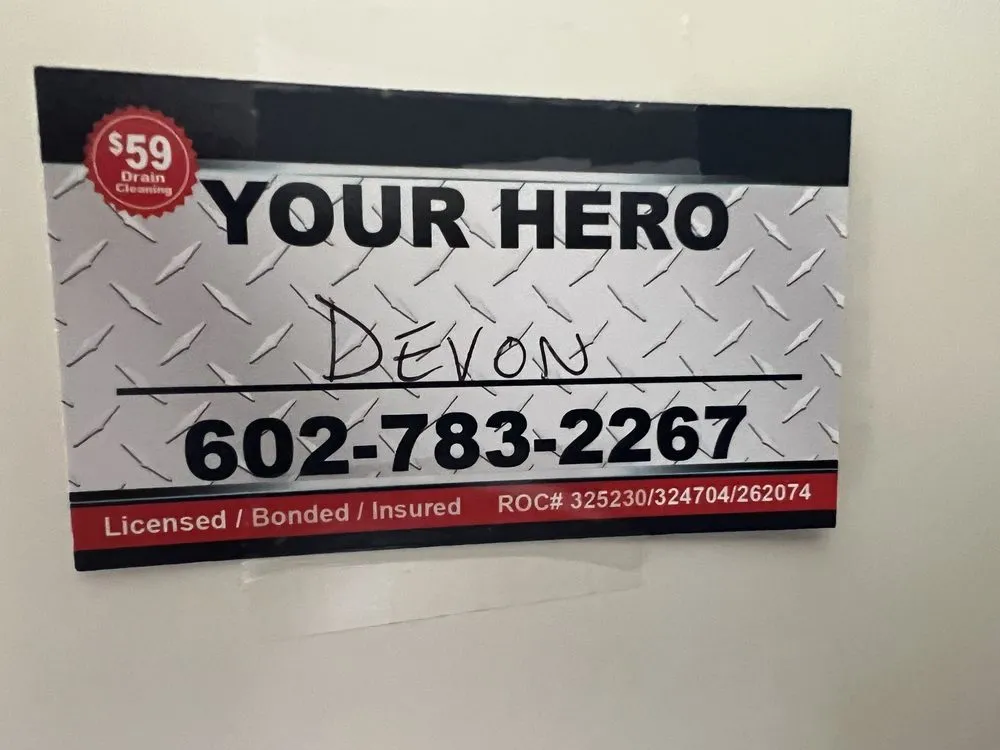 $59
Drain
Cleaning
YOUR HERO
DEVON
602-783-2267
Licensed / Bonded / Insured
ROC# 325230/324704/262074